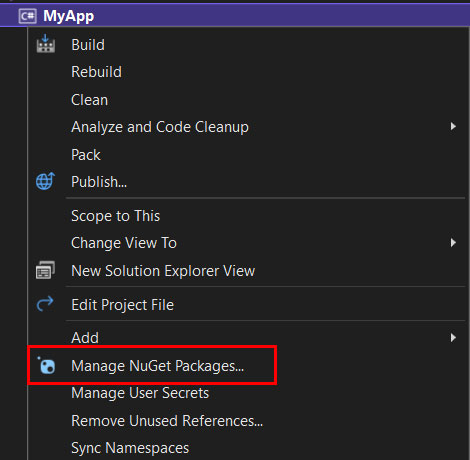 C# MyApp
Build
Rebuild
Clean
Analyze and Code Cleanup
Pack
Publish...
Scope to This
Change View To
New Solution Explorer View
Edit Project File
Add
Manage NuGet Packages...
Manage User Secrets
Remove Unused References...
Sync Namespaces